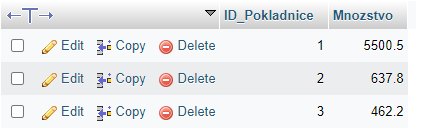 ID_Pokladnice Mnozstvo
Edit Copy Delete 1 5500.5
Edit Copy Delete 2 637.8
Edit Copy Delete 3 462.2